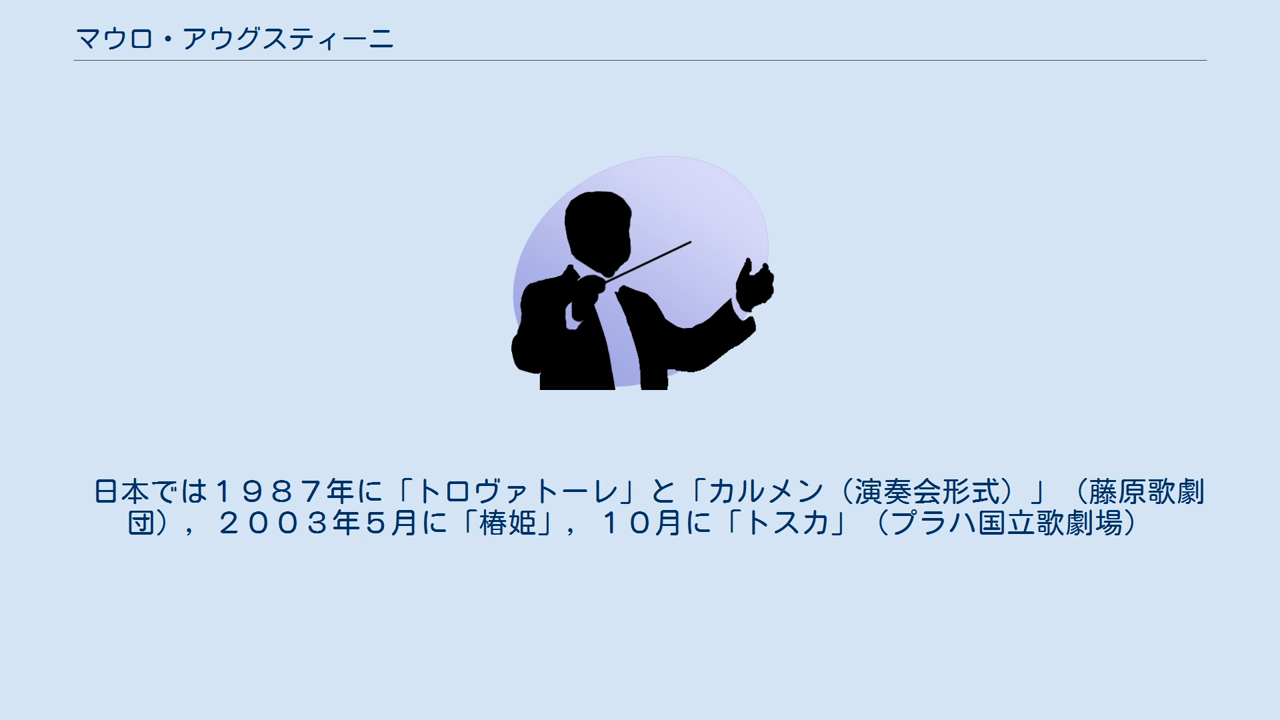 マウロ・アウグスティーニ
日本では１９８７年に「トロヴァトーレ」と「カルメン（演奏会形式）」（藤原歌劇
団），２００３年５月に「椿姫」，１０月に「トスカ」（プラハ国立歌劇場）